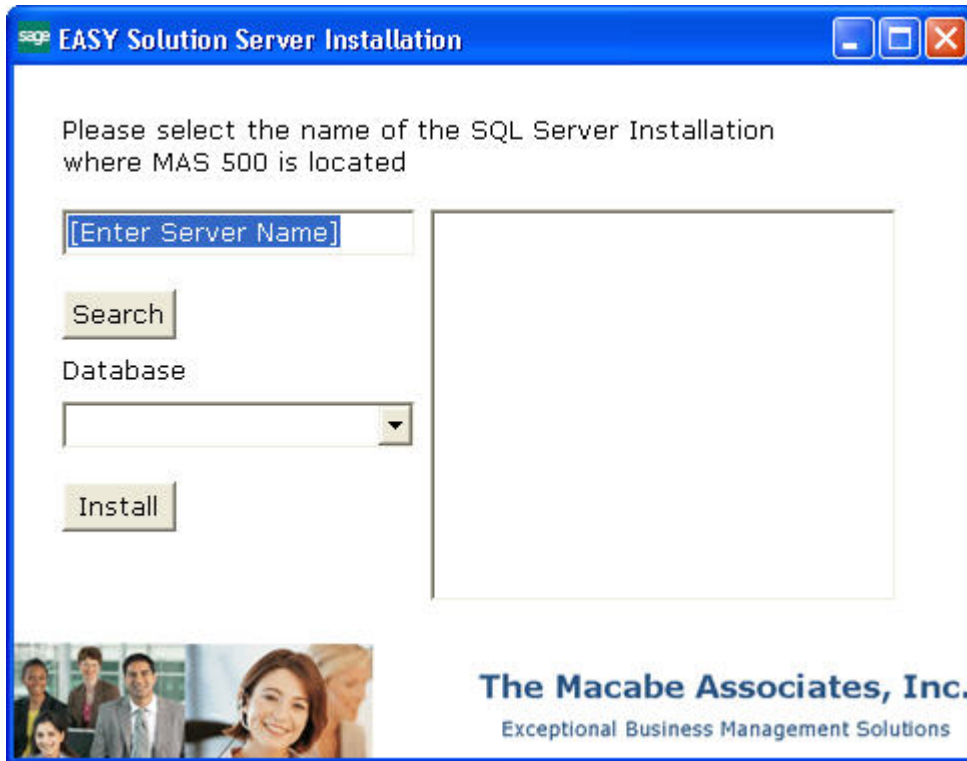 sage EASY Solution Server Installation
Please select the name of the SQL Server Installation
where MAS 500 is located
[Enter Server Name]
Search
Database
Install
The Macabe Associates, Inc.
Exceptional Business Management Solutions